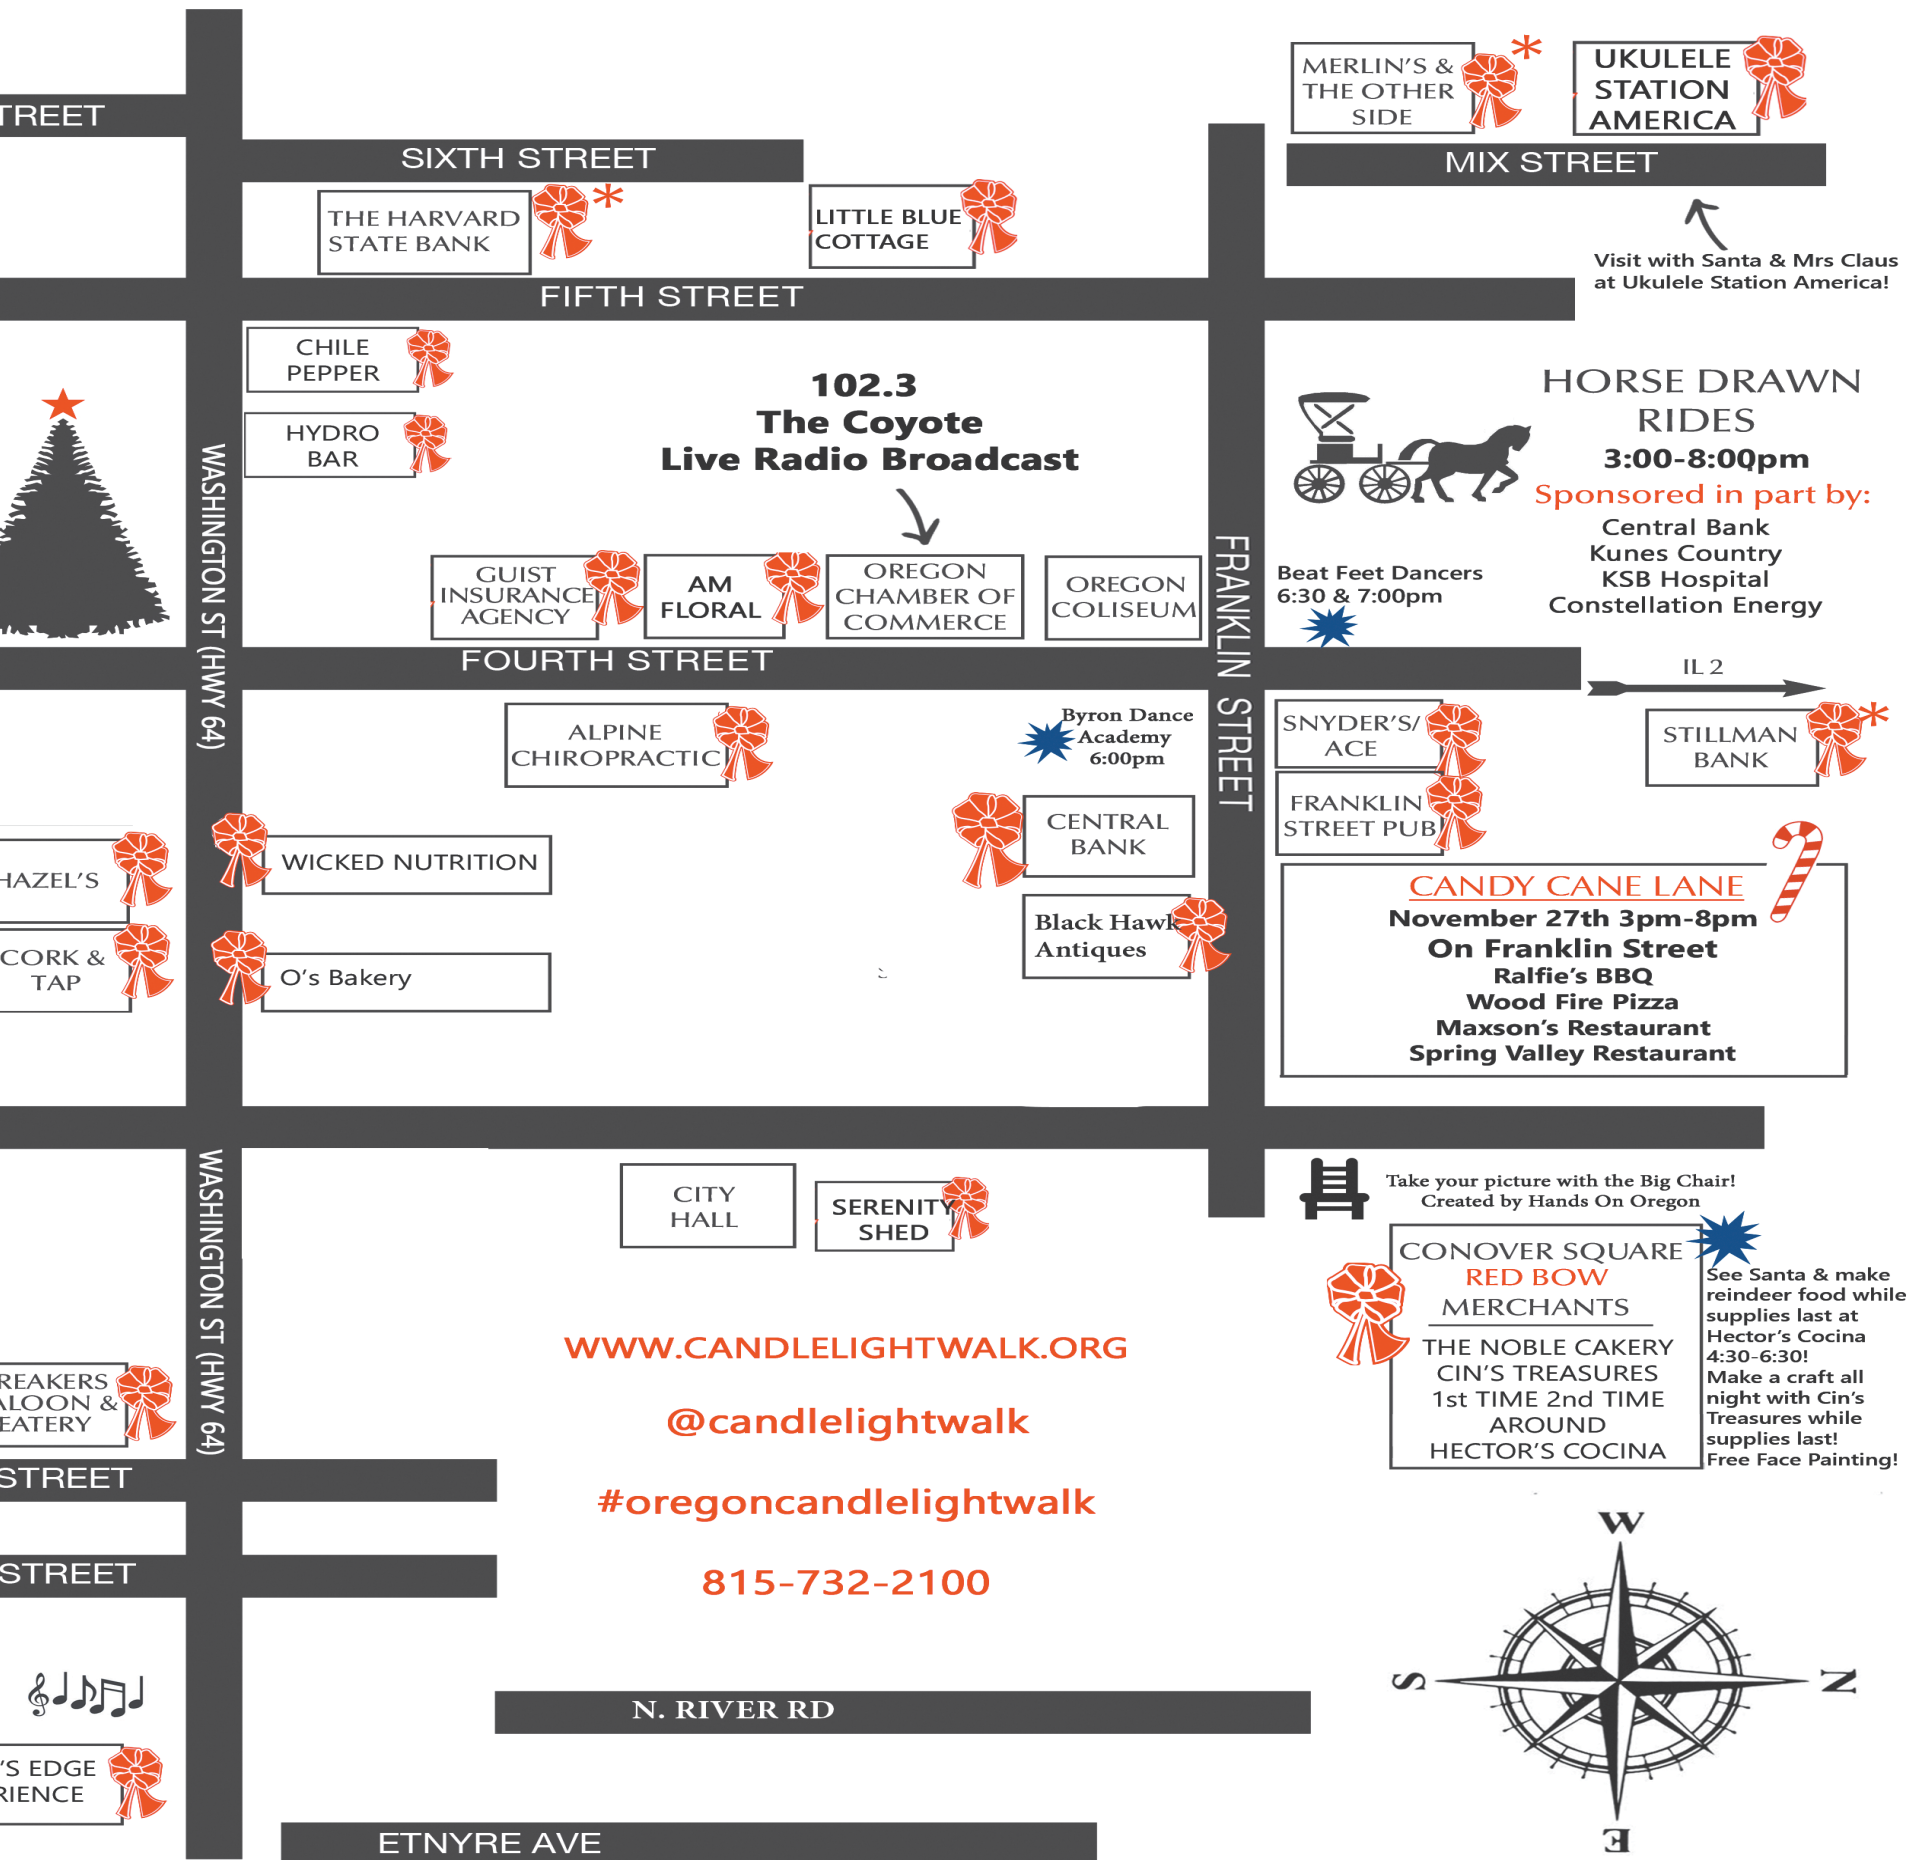 MERLIN'S &
THE OTHER
SIDE
*
UKULELE
STATION
AMERICA
TREET
SIXTH STREET
MIX STREET
THE HARVARD
STATE BANK
*
LITTLE BLUE
COTTAGE
Visit with Santa & Mrs Claus
at Ukulele Station America!
FIFTH STREET
CHILE
PEPPER
HYDRO
BAR
102.3
The Coyote
Live Radio Broadcast
HORSE DRAWN
RIDES
3:00-8:00pm
Sponsored in part by:
Central Bank
Kunes Country
KSB Hospital
Constellation Energy
WASHINGTON ST (HWY 64)
GUIST
INSURANCE
AGENCY
AM
FLORAL
OREGON
CHAMBER OF
COMMERCE
OREGON
COLISEUM
FRANKLIN STREET
Beat Feet Dancers
6:30 & 7:00pm
FOURTH STREET
IL 2
ALPINE
CHIROPRACTIC
Byron Dance
Academy
6:00pm
SNYDER'S/
ACE
STILLMAN
BANK
*
FRANKLIN
STREET PUB
CENTRAL
BANK
HAZEL'S
WICKED NUTRITION
CORK &
TAP
O's Bakery
Black Hawk
Antiques
CANDY CANE LANE
November 27th 3pm-8pm
On Franklin Street
Ralfie's BBQ
Wood Fire Pizza
Maxson's Restaurant
Spring Valley Restaurant
WASHINGTON ST (HWY 64)
CITY
HALL
SERENITY
SHED
Take your picture with the Big Chair!
Created by Hands On Oregon
CONOVER SQUARE
RED BOW
MERCHANTS
THE NOBLE CAKERY
CIN'S TREASURES
1st TIME 2nd TIME
AROUND
HECTOR'S COCINA
See Santa & make
reindeer food while
supplies last at
Hector's Cocina
4:30-6:30!
Make a craft all
night with Cin's
Treasures while
supplies last!
Free Face Painting!
WWW.CANDLELIGHTWALK.ORG
@candlelightwalk
#oregoncandlelightwalk
815-732-2100
REAKERS
ALOON &
EATERY
STREET
STREET
'S EDGE
RIENCE
N. RIVER RD
ETNYRE AVE
W
S
N
E